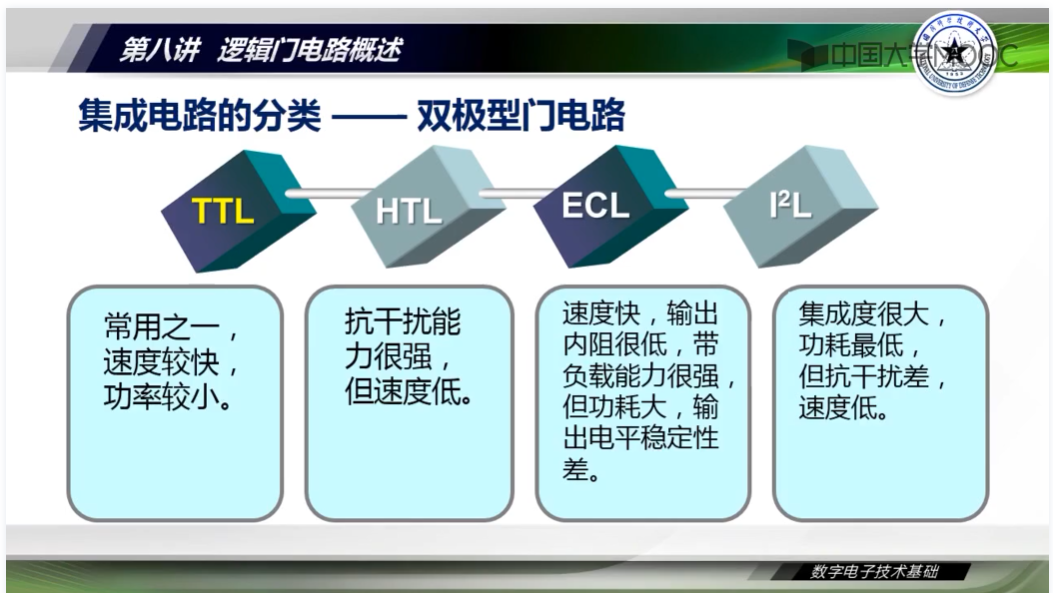 第八讲 逻辑门电路概述
中国大学MOOC
集成电路的分类 —— 双极型门电路
TTL
HTL
ECL
I²L
常用之一，
速度较快，
功率较小。
抗干扰能
力很强，
但速度低。
速度快，输出
内阻很低，带
负载能力很强，
但功耗大，输
出电平稳定性
差。
集成度很大，
功耗最低，
但抗干扰差，
速度低。
数字电子技术基础